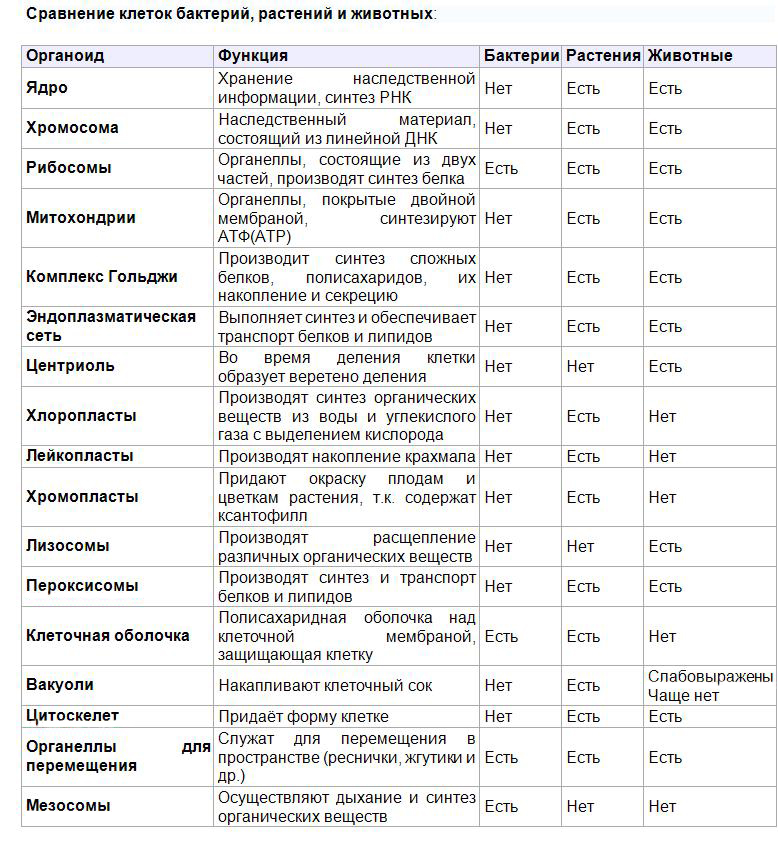 Сравнение клеток бактерий, растений и животных:
Органоид Функция Бактерии Растения Животные
Ядро
Хранение наследственной
информации, синтез РНК
Нет Есть Есть
Хромосома
Наследственный материал,
состоящий из линейной ДНК
Нет Есть Есть
Рибосомы
Органеллы, состоящие из двух
частей, производят синтез белка
Есть Есть Есть
Митохондрии
Органеллы, покрытые двойной
мембраной, синтезируют
АТФ(АТР)
Нет Есть Есть
Комплекс Гольджи
Производит синтез сложных
белков, полисахаридов, их
накопление и секрецию
Нет Есть Есть
Эндоплазматическая
сеть
Выполняет синтез и обеспечивает
транспорт белков и липидов
Нет Есть Есть
Центриоль
Во время деления клетки
образует веретено деления
Нет Нет Есть
Хлоропласты
Производят синтез органических
веществ из воды и углекислого
газа с выделением кислорода
Нет Есть Нет
Лейкопласты
Производят накопление крахмала
Нет Есть Нет
Хромопласты
Придают окраску плодам и
цветкам растения, т.к. содержат
ксантофилл
Нет Есть Нет
Лизосомы
Производят расщепление
различных органических веществ
Нет Нет Есть
Пероксисомы
Производят синтез и транспорт
белков и липидов
Нет Есть Есть
Клеточная оболочка
Полисахаридная оболочка над
клеточной мембраной,
защищающая клетку
Есть Есть Нет
Вакуоли
Накапливают клеточный сок
Нет Есть
Слабовыражены
Чаще нет
Цитоскелет
Придаёт форму клетке
Нет Есть Есть
Органеллы для
перемещения
Служат для перемещения в
пространстве (реснички, жгутики и
др.)
Есть Есть Есть
Мезосомы
Осуществляют дыхание и синтез
органических веществ
Есть Нет Нет